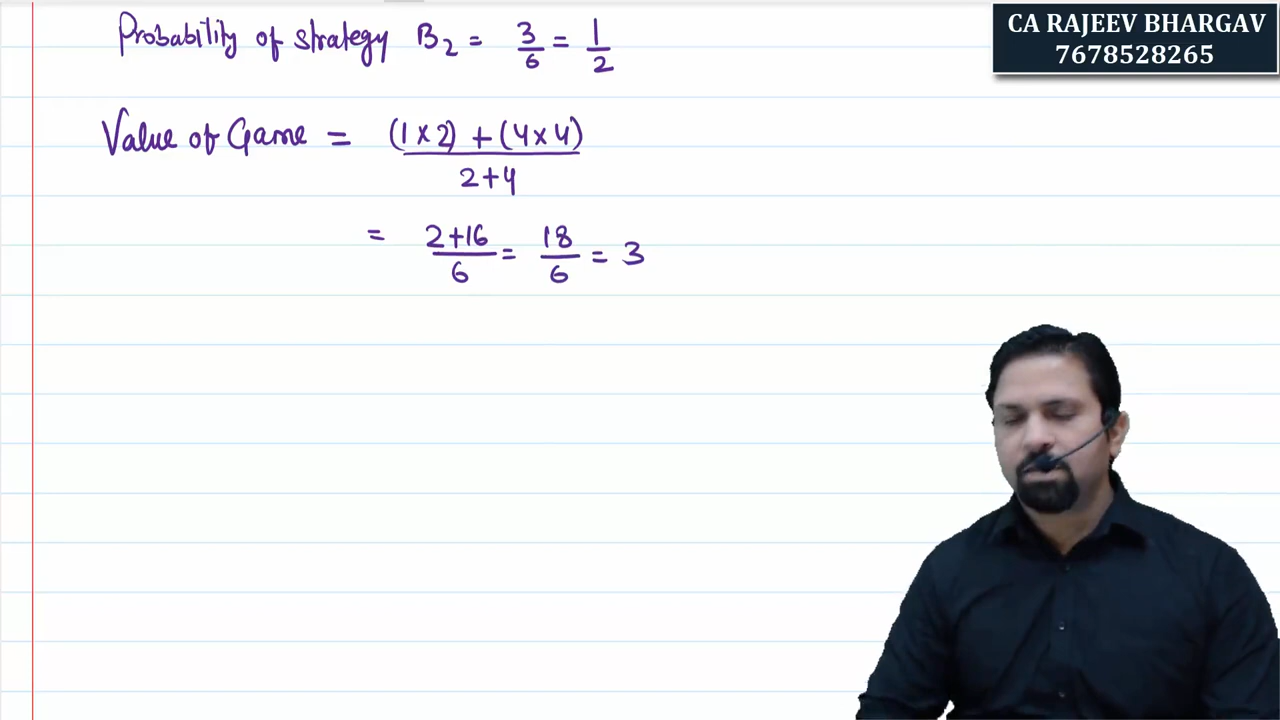 Probability of strategy B₂ = 3/6 = 1/2
CA RAJEEV BHARGAV
7678528265
Value of Game = (1×2) + (4×4) / 2+4
= 2+16/6 = 18/6 = 3